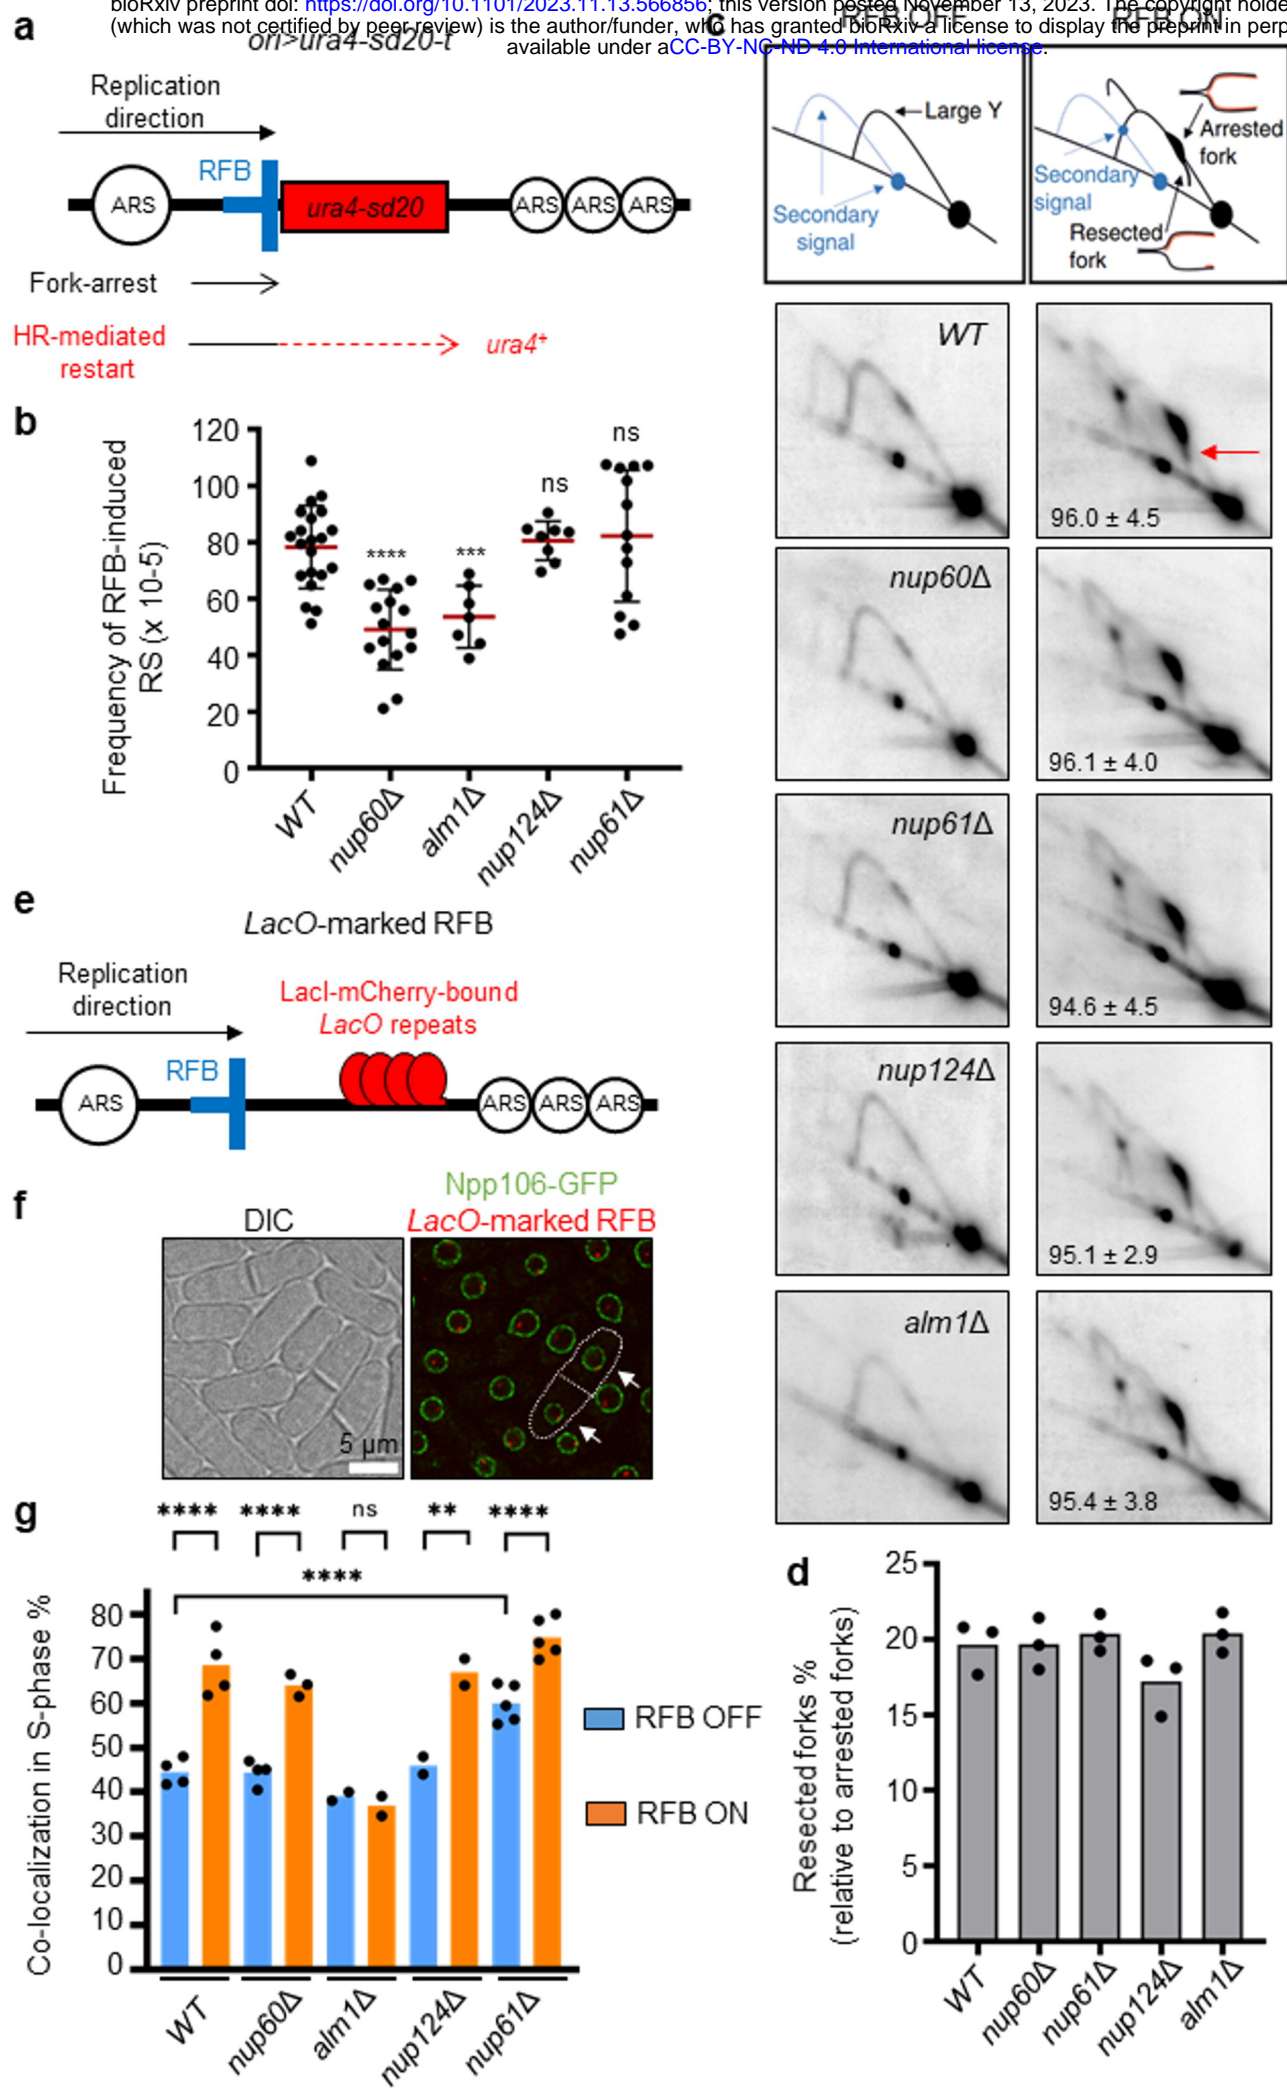 bioRxiv preprint doi: https://doi.org/10.1101/2023.11.13.566856; this version posted November 13, 2023. The copyright holde
(which was not certified by peer-review) is the author/funder, who has granted bioRxiv a license to display the preprint in perp
available under aCC-BY-NC-ND 4.0 International license.
a
ori>ura4-sd20-t
Replication
direction
RFB
ARS
ura4-sd20
ARS
ARS
ARS
Fork-arrest
HR-mediated
restart
ura4+
b
Frequency of RFB-induced
RS (x 10-5)
120
100
80
60
40
20
0
****
***
ns
ns
WT
nup60Δ
alm1Δ
nup124Δ
nup61Δ
c
RFB OFF
RFB ON
Large Y
Secondary
signal
Arrested
fork
Secondary
signal
Resected
fork
WT
96.0 ± 4.5
nup60Δ
96.1 ± 4.0
nup61Δ
94.6 ± 4.5
nup124Δ
95.1 ± 2.9
alm1Δ
95.4 ± 3.8
d
Resected forks %
(relative to arrested forks)
25
20
15
10
5
0
WT
nup60Δ
nup61Δ
nup124Δ
alm1Δ
e
LacO-marked RFB
Replication
direction
LacI-mCherry-bound
LacO repeats
RFB
ARS
ARS
ARS
ARS
f
DIC
Npp106-GFP
LacO-marked RFB
5 μm
g
****
****
ns
**
****
****
Co-localization in S-phase %
80
70
60
50
40
30
20
10
0
RFB OFF
RFB ON
WT
nup60Δ
alm1Δ
nup124Δ
nup61Δ